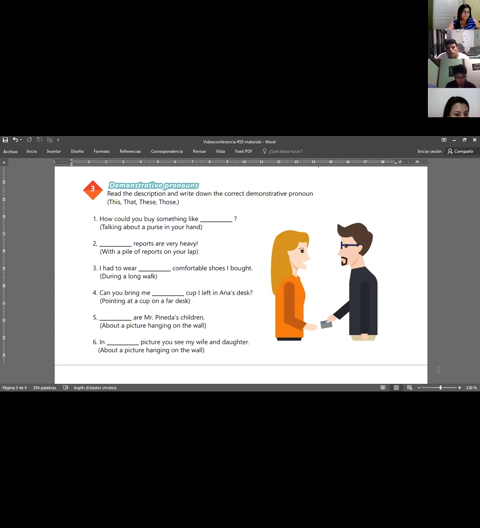 Videoconferencia #10 materials - Word
Archivo Inicio Insertar Diseño Formato Referencias Correspondencia Revisar Vista Foxit PDF ¿Qué desea hacer? Iniciar sesión Compartir
3
Demonstrative pronouns
Read the description and write down the correct demonstrative pronoun
(This, That, These, Those.)
1. How could you buy something like __________ ?
(Talking about a purse in your hand)
2, __________ reports are very heavy!
(With a pile of reports on your lap)
3. I had to wear __________ comfortable shoes I bought.
(During a long walk)
4. Can you bring me __________ cup I left in Ana's desk?
(Pointing at a cup on a far desk)
5. __________ are Mr. Pineda's children.
(About a picture hanging on the wall)
6. In __________ picture you see my wife and daughter.
(About a picture hanging on the wall)
Inglés (Estados Unidos)